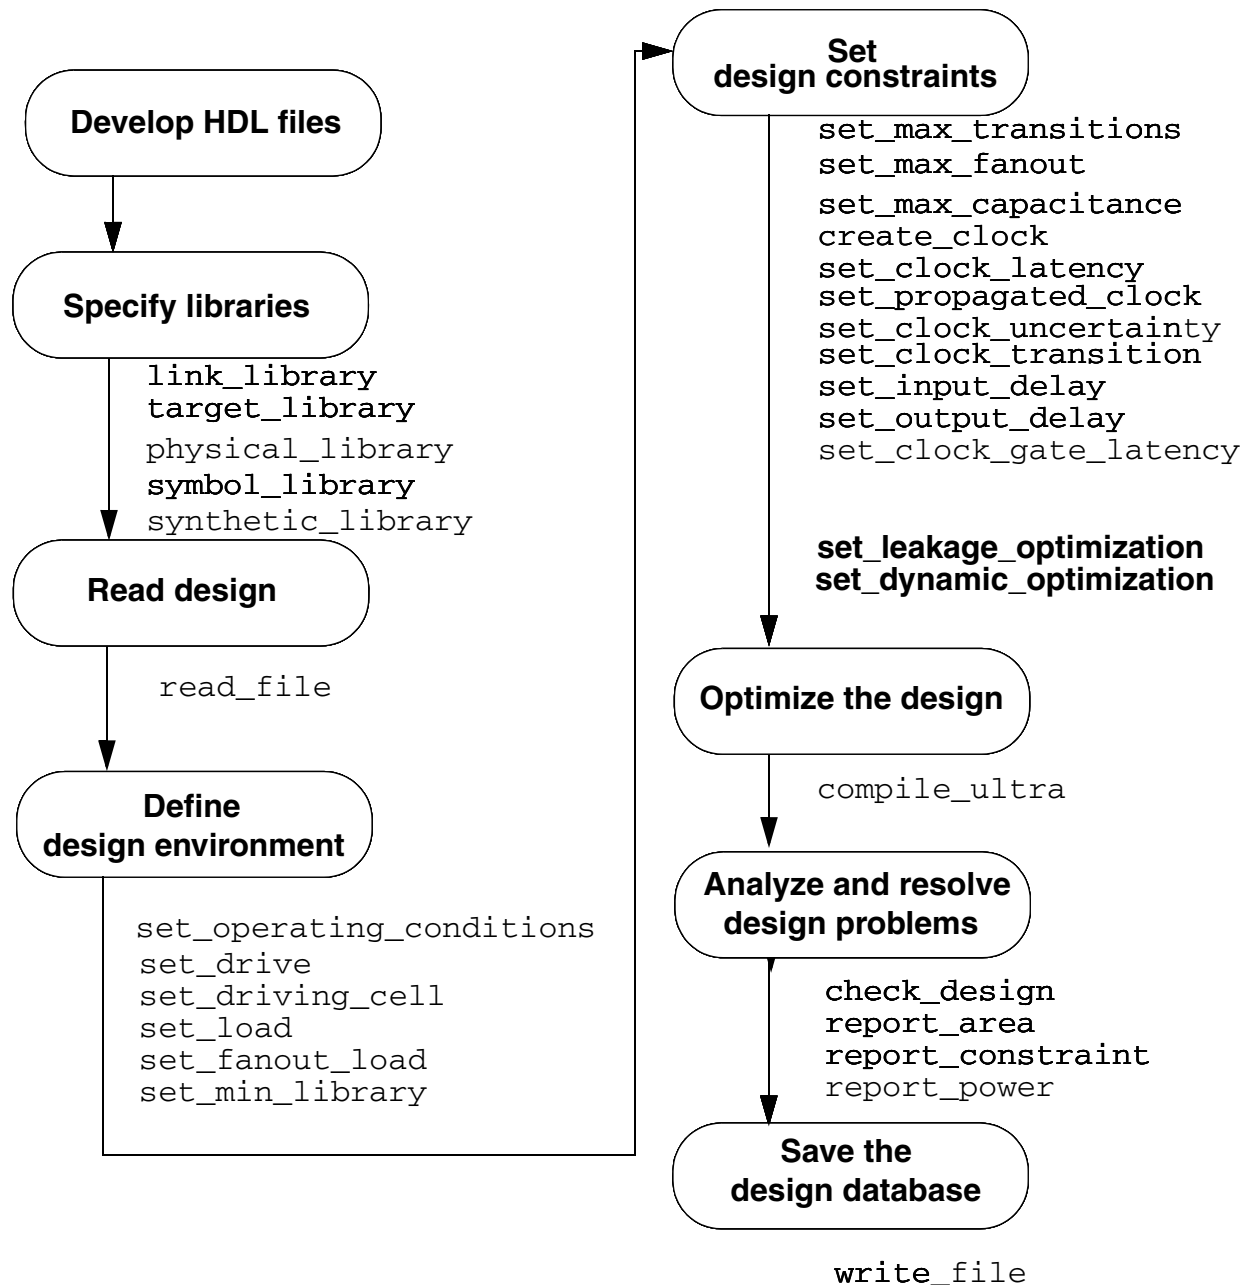 Develop HDL files
Specify libraries
link_library
target_library
physical_library
symbol_library
synthetic_library
Read design
read_file
Define
design environment
set_operating_conditions
set_drive
set_driving_cell
set_load
set_fanout_load
set_min_library
Set
design constraints
set_max_transitions
set_max_fanout
set_max_capacitance
create_clock
set_clock_latency
set_propagated_clock
set_clock_uncertainty
set_clock_transition
set_input_delay
set_output_delay
set_clock_gate_latency
set_leakage_optimization
set_dynamic_optimization
Optimize the design
compile_ultra
Analyze and resolve
design problems
check_design
report_area
report_constraint
report_power
Save the
design database
write_file